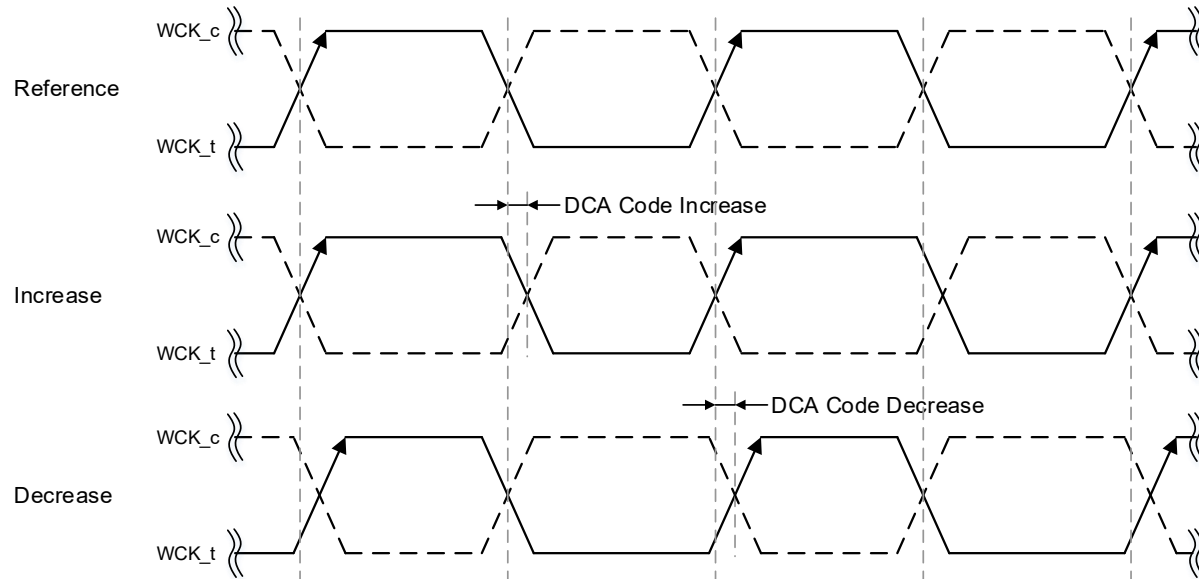 WCK_c
Reference
WCK_t
DCA Code Increase
WCK_c
Increase
WCK_t
DCA Code Decrease
WCK_c
Decrease
WCK_t